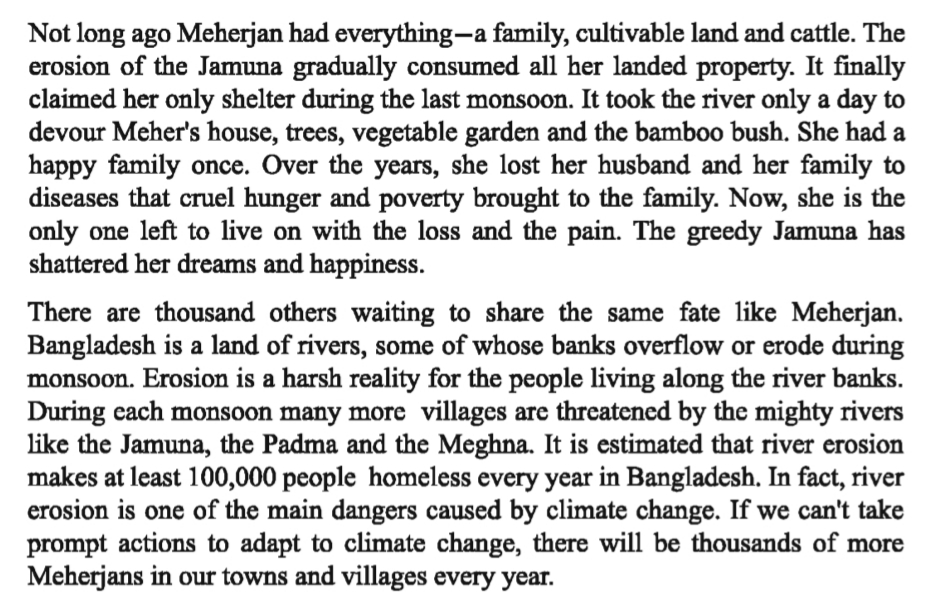 Not long ago Meherjan had everything—a family, cultivable land and cattle. The
erosion of the Jamuna gradually consumed all her landed property. It finally
claimed her only shelter during the last monsoon. It took the river only a day to
devour Meher's house, trees, vegetable garden and the bamboo bush. She had a
happy family once. Over the years, she lost her husband and her family to
diseases that cruel hunger and poverty brought to the family. Now, she is the
only one left to live on with the loss and the pain. The greedy Jamuna has
shattered her dreams and happiness.
There are thousand others waiting to share the same fate like Meherjan.
Bangladesh is a land of rivers, some of whose banks overflow or erode during
monsoon. Erosion is a harsh reality for the people living along the river banks.
During each monsoon many more villages are threatened by the mighty rivers
like the Jamuna, the Padma and the Meghna. It is estimated that river erosion
makes at least 100,000 people homeless every year in Bangladesh. In fact, river
erosion is one of the main dangers caused by climate change. If we can't take
prompt actions to adapt to climate change, there will be thousands of more
Meherjans in our towns and villages every year.